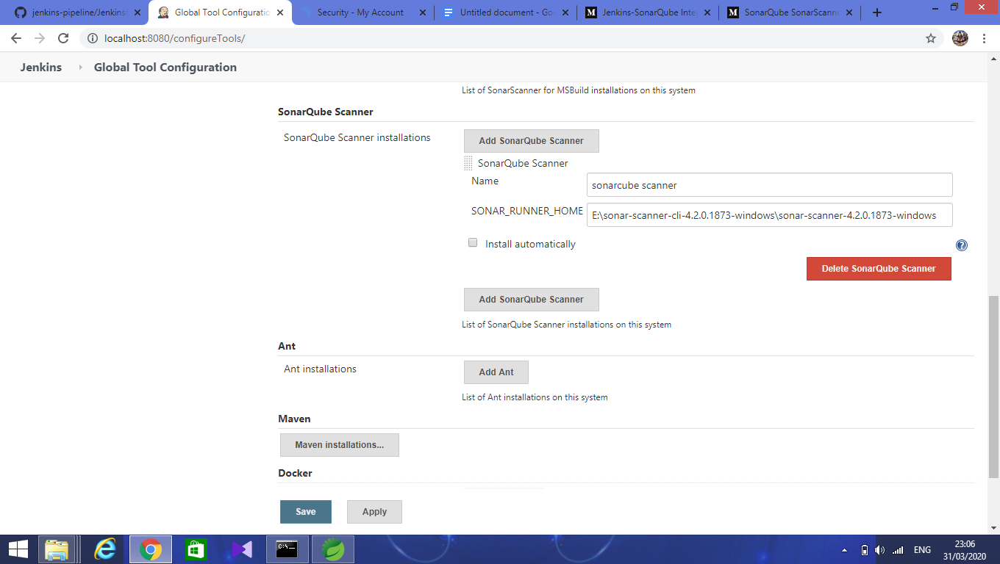 jenkins-pipeline/Jenkinsf
Global Tool Configuratio
Security - My Account
Untitled document - Goo
Jenkins-SonarQube Inte
SonarQube SonarScanne
localhost:8080/configureTools/
Jenkins
Global Tool Configuration
List of SonarScanner for MSBuild installations on this system
SonarQube Scanner
SonarQube Scanner installations
Add SonarQube Scanner
SonarQube Scanner
Name
sonarcube scanner
SONAR_RUNNER_HOME
E:\sonar-scanner-cli-4.2.0.1873-windows\sonar-scanner-4.2.0.1873-windows
Install automatically
Delete SonarQube Scanner
Add SonarQube Scanner
List of SonarQube Scanner installations on this system
Ant
Ant installations
Add Ant
List of Ant installations on this system
Maven
Maven installations...
Docker
Save
Apply
ENG
23:06
31/03/2020